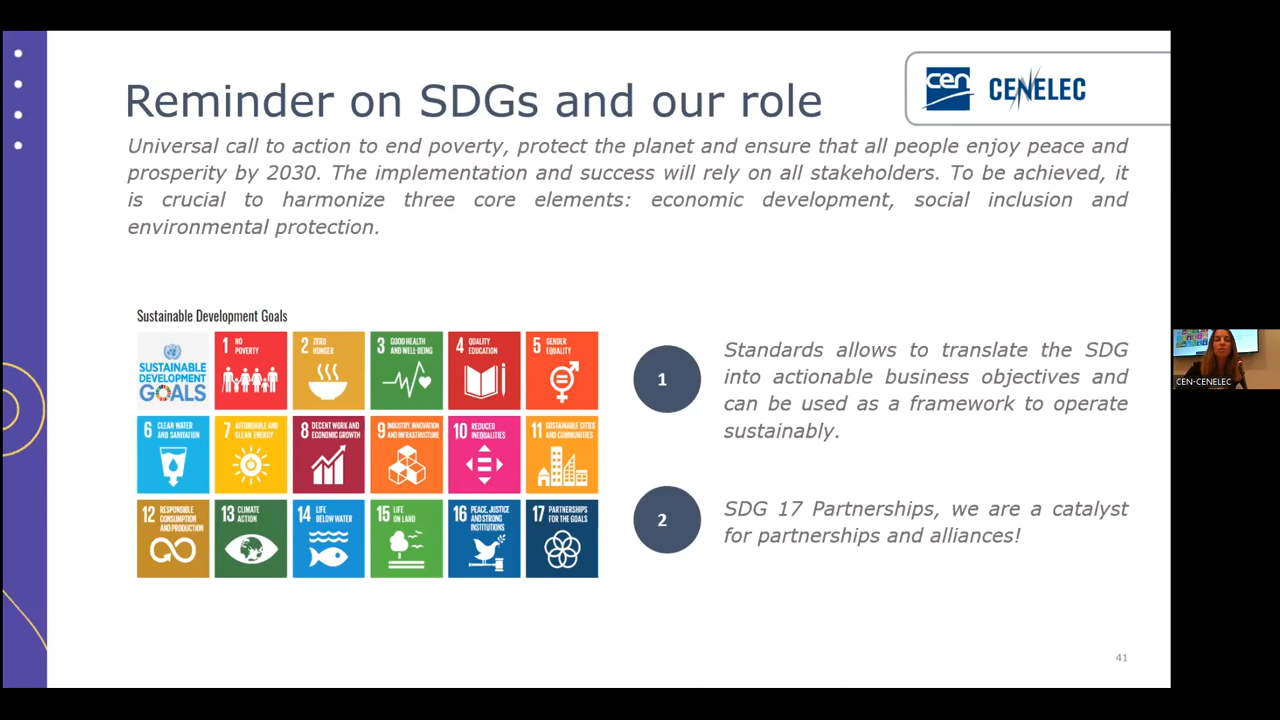 Reminder on SDGs and our role
cen
CENELEC
Universal call to action to end poverty, protect the planet and ensure that all people enjoy peace and
prosperity by 2030. The implementation and success will rely on all stakeholders. To be achieved, it
is crucial to harmonize three core elements: economic development, social inclusion and
environmental protection.
Sustainable Development Goals
SUSTAINABLE
DEVELOPMENT
GOALS
1 NO
POVERTY
2 ZERO
HUNGER
3 GOOD HEALTH
AND WELL-BEING
4 QUALITY
EDUCATION
5 GENDER
EQUALITY
6 CLEAN WATER
AND SANITATION
7 AFFORDABLE AND
CLEAN ENERGY
8 DECENT WORK AND
ECONOMIC GROWTH
9 INDUSTRY, INNOVATION
AND INFRASTRUCTURE
10 REDUCED
INEQUALITIES
11 SUSTAINABLE CITIES
AND COMMUNITIES
12 RESPONSIBLE
CONSUMPTION
AND PRODUCTION
13 CLIMATE
ACTION
14 LIFE
BELOW WATER
15 LIFE
ON LAND
16 PEACE, JUSTICE
AND STRONG
INSTITUTIONS
17 PARTNERSHIPS
FOR THE GOALS
1
Standards allows to translate the SDG
into actionable business objectives and
can be used as a framework to operate
sustainably.
2
SDG 17 Partnerships, we are a catalyst
for partnerships and alliances!
CEN-CENELEC
41